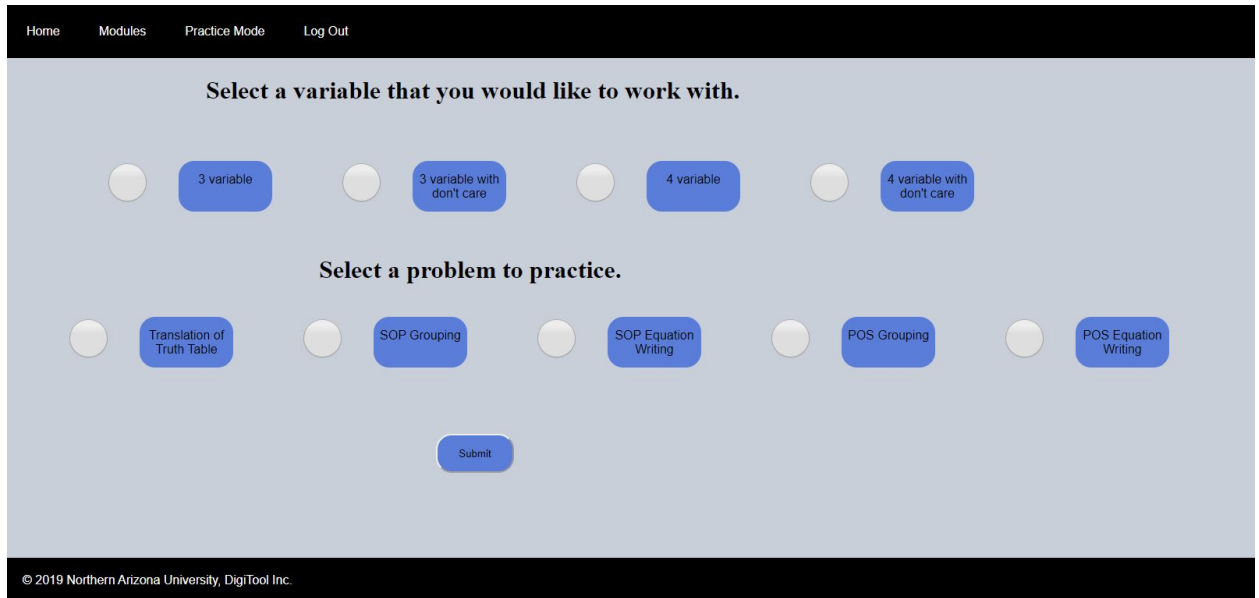 Home Modules Practice Mode Log Out
Select a variable that you would like to work with.
3 variable
3 variable with
don't care
4 variable
4 variable with
don't care
Select a problem to practice.
Translation of
Truth Table
SOP Grouping
SOP Equation
Writing
POS Grouping
POS Equation
Writing
Submit
© 2019 Northern Arizona University, DigiTool Inc.